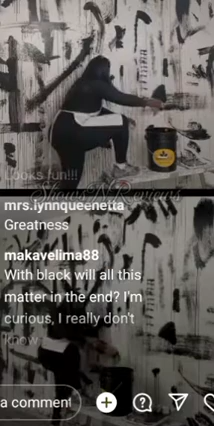 Looks fun!!!
ShowsNReviews
mrs.lynnqueenetta
Greatness
makavelima88
With black will all this
matter in the end? I'm
curious, I really don't
know
a comment